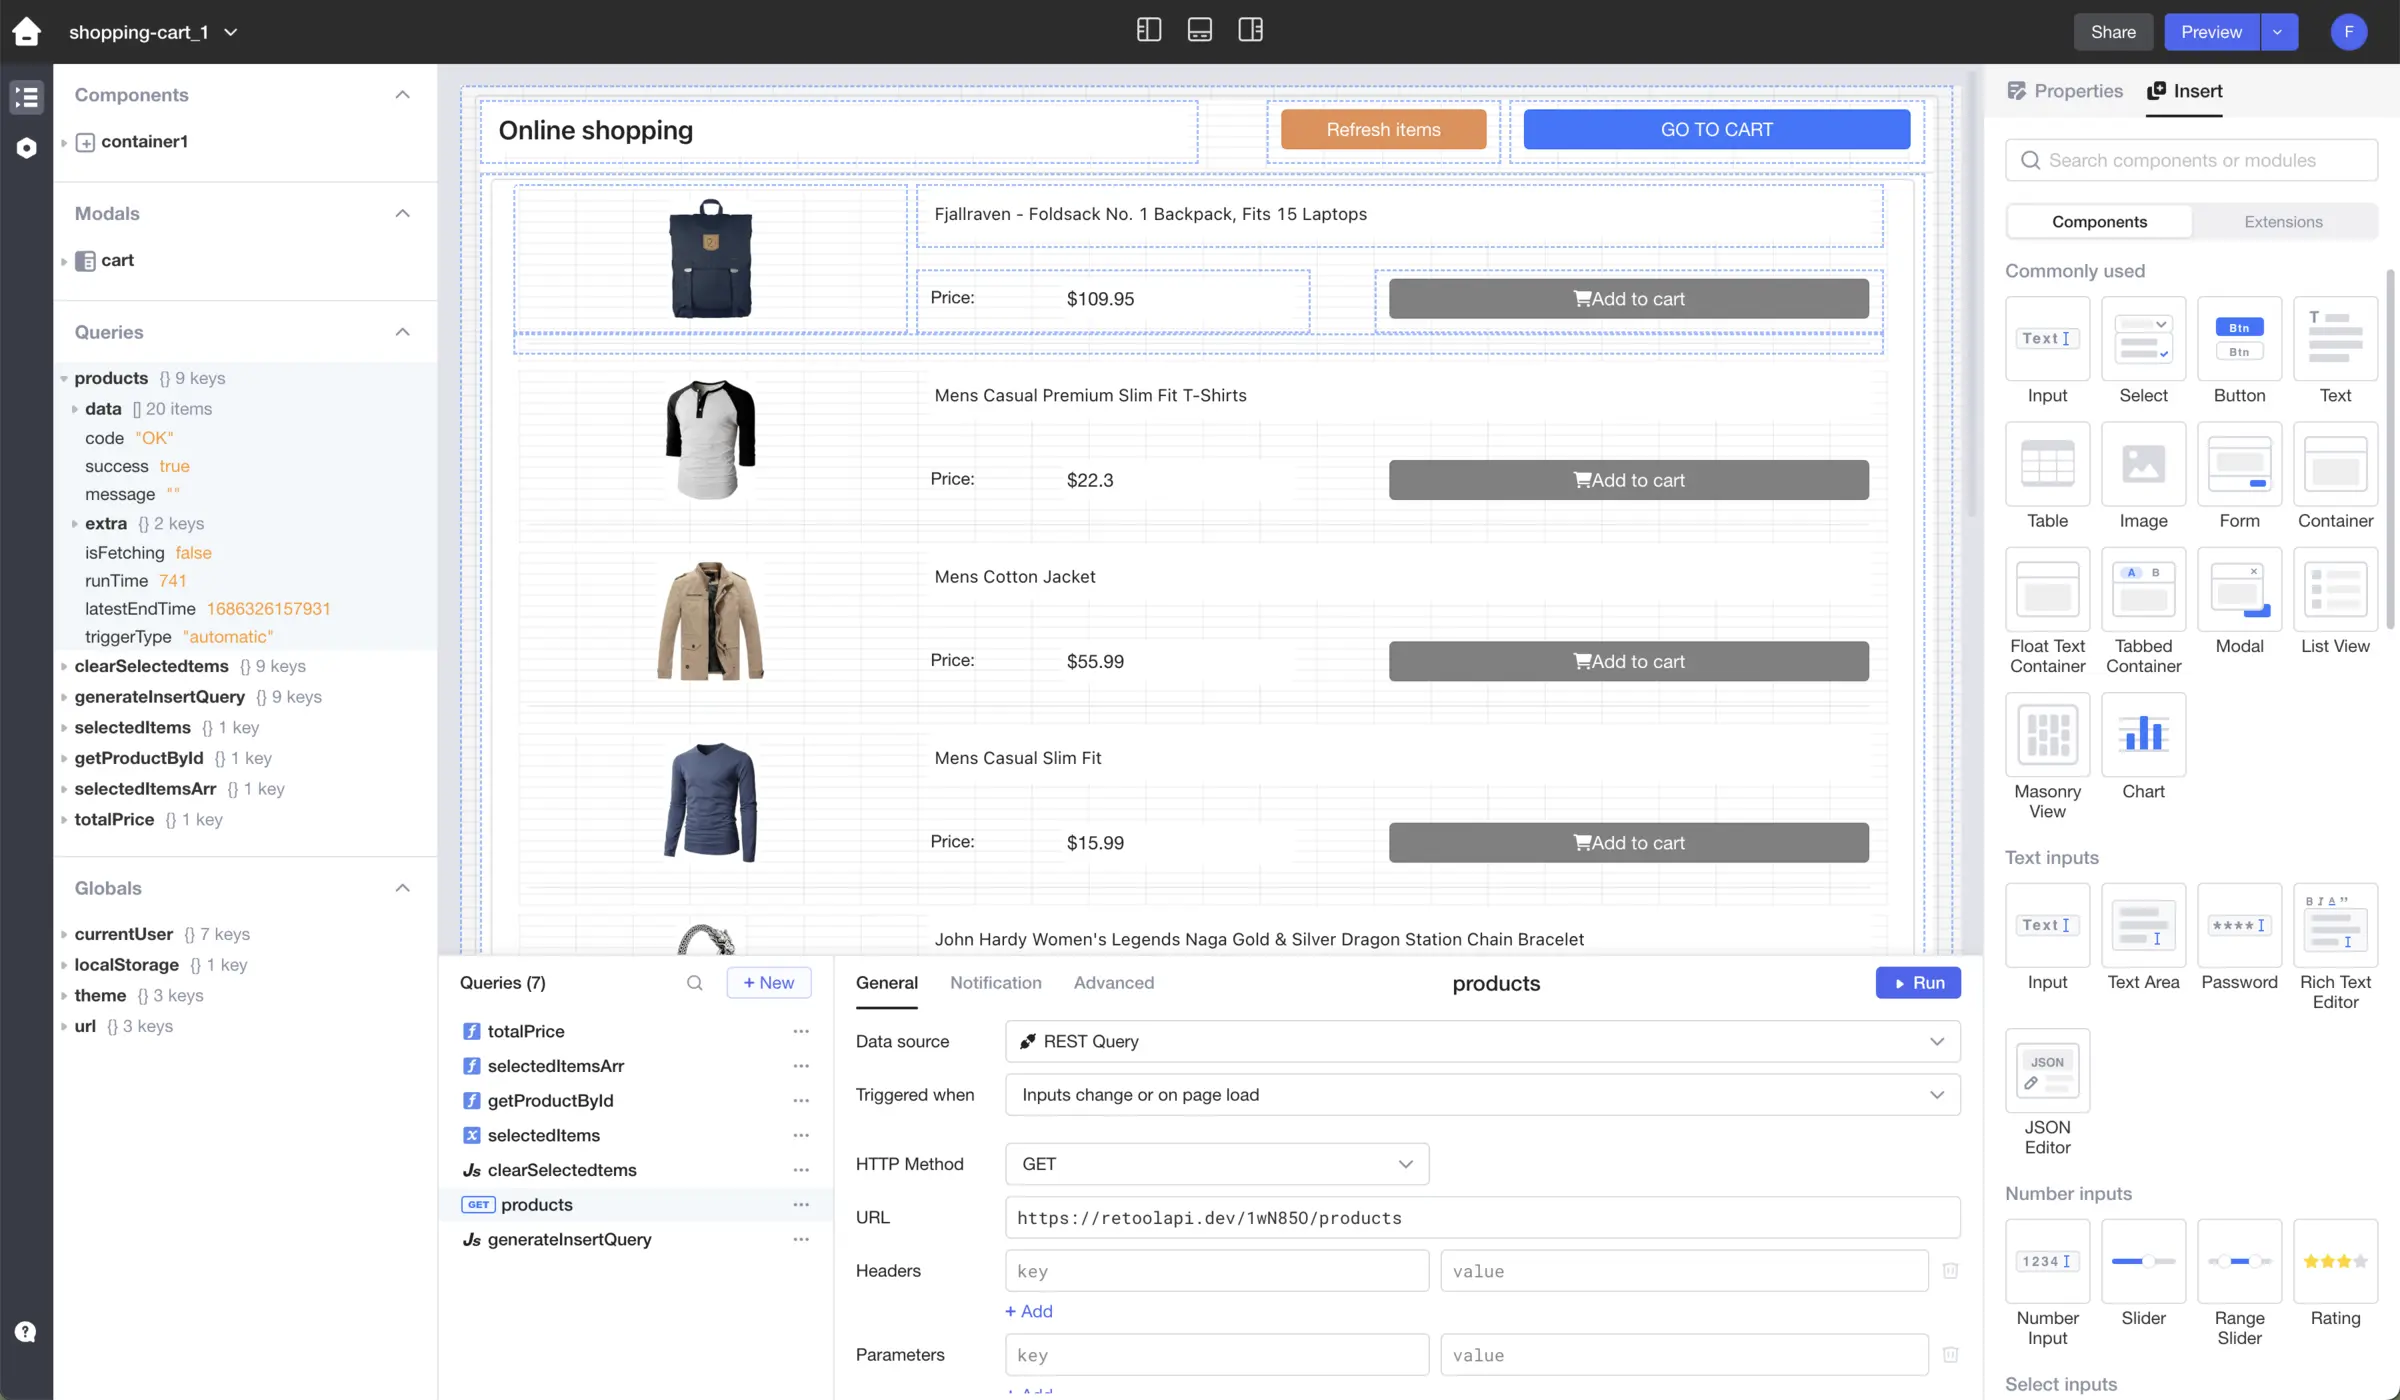 shopping-cart_1
Share
Preview
F
Components
container1
Modals
cart
Queries
products {} 9 keys
data [] 20 items
code "OK"
success true
message ""
extra {} 2 keys
isFetching false
runTime 741
latestEndTime 1686326157931
triggerType "automatic"
clearSelectedtems {} 9 keys
generateInsertQuery {} 9 keys
selectedItems {} 1 key
getProductById {} 1 key
selectedItemsArr {} 1 key
totalPrice {} 1 key
Globals
currentUser {} 7 keys
localStorage {} 1 key
theme {} 3 keys
url {} 3 keys
Online shopping
Refresh items
GO TO CART
Fjallraven - Foldsack No. 1 Backpack, Fits 15 Laptops
Price: $109.95 Add to cart
Mens Casual Premium Slim Fit T-Shirts
Price: $22.3 Add to cart
Mens Cotton Jacket
Price: $55.99 Add to cart
Mens Casual Slim Fit
Price: $15.99 Add to cart
John Hardy Women's Legends Naga Gold & Silver Dragon Station Chain Bracelet
Queries (7)
+ New
totalPrice
selectedItemsArr
getProductById
selectedItems
Js clearSelectedtems
GET products
Js generateInsertQuery
General Notification Advanced
products
Run
Data source REST Query
Triggered when Inputs change or on page load
HTTP Method GET
URL https://retoolapi.dev/1wN85O/products
Headers key value
+ Add
Parameters key value
+ Add
Properties
Insert
Search components or modules
Components Extensions
Commonly used
Text
Btn
Btn
T
Input Select Button Text
Table Image Form Container
A B
Float Text Container
Tabbed Container
Modal
List View
Masonry View
Chart
Text inputs
Text
****
B I A "
Input
Text Area
Password
Rich Text Editor
JSON
JSON Editor
Number inputs
1234
Number Input
Slider
Range Slider
Rating
Select inputs